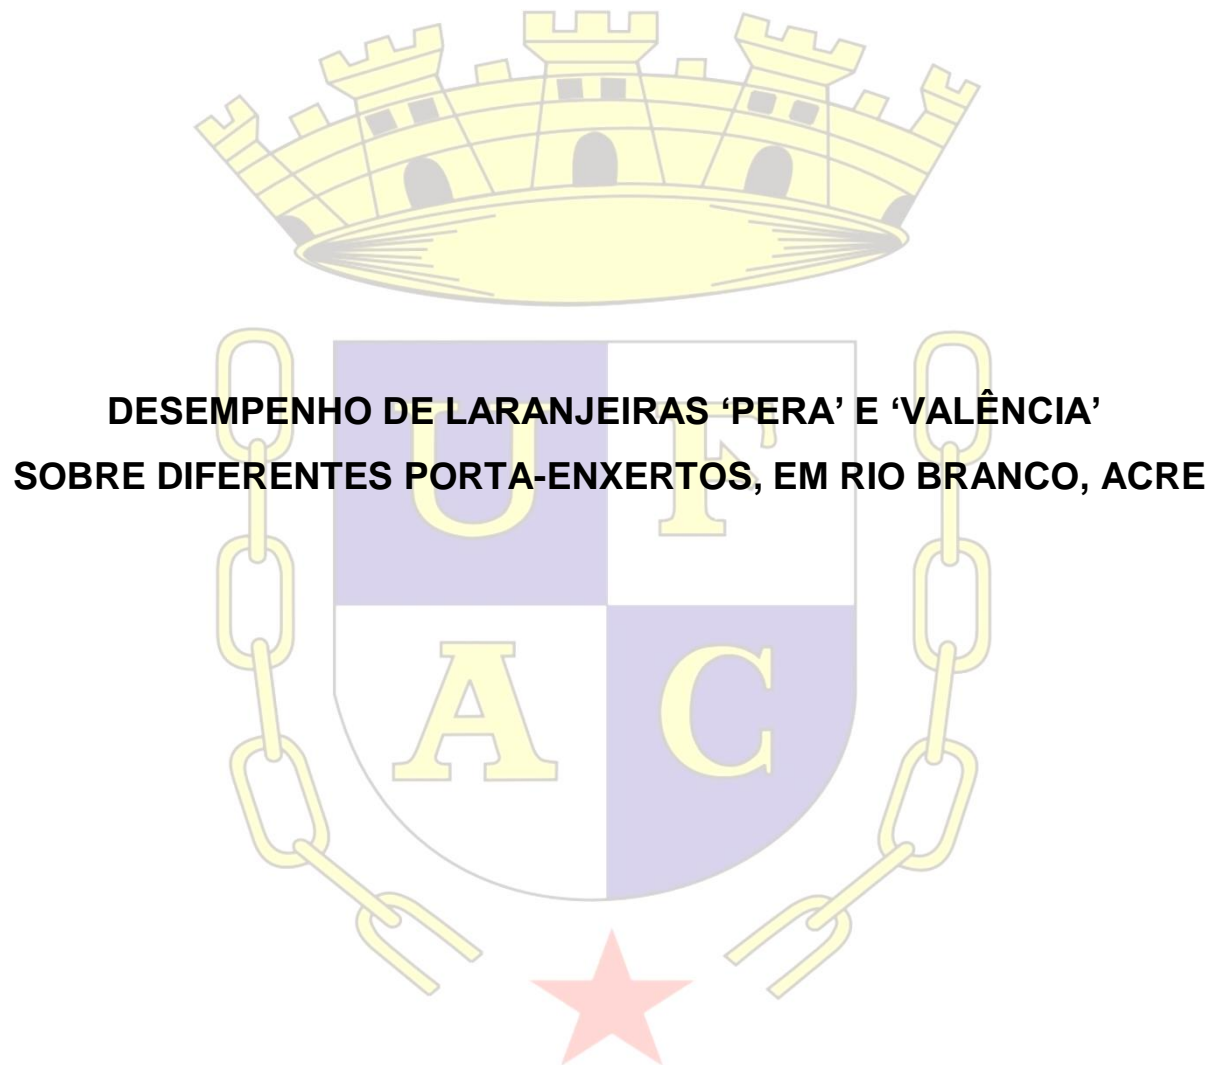 DESEMPENHO DE LARANJEIRAS ‘PERA’ E ‘VALÊNCIA’
SOBRE DIFERENTES PORTA-ENXERTOS, EM RIO BRANCO, ACRE
U F
A C